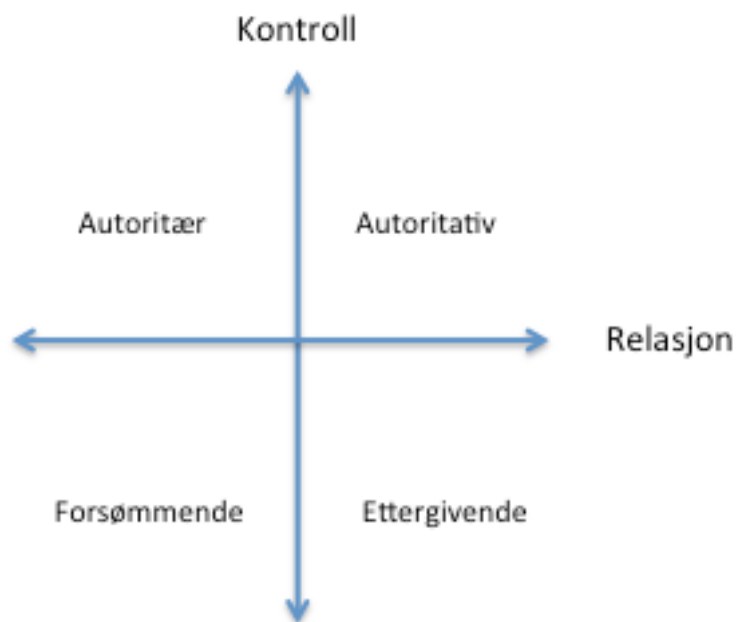 Kontroll
Autoritær
Autoritativ
Relasjon
Forsømmende
Ettergivende